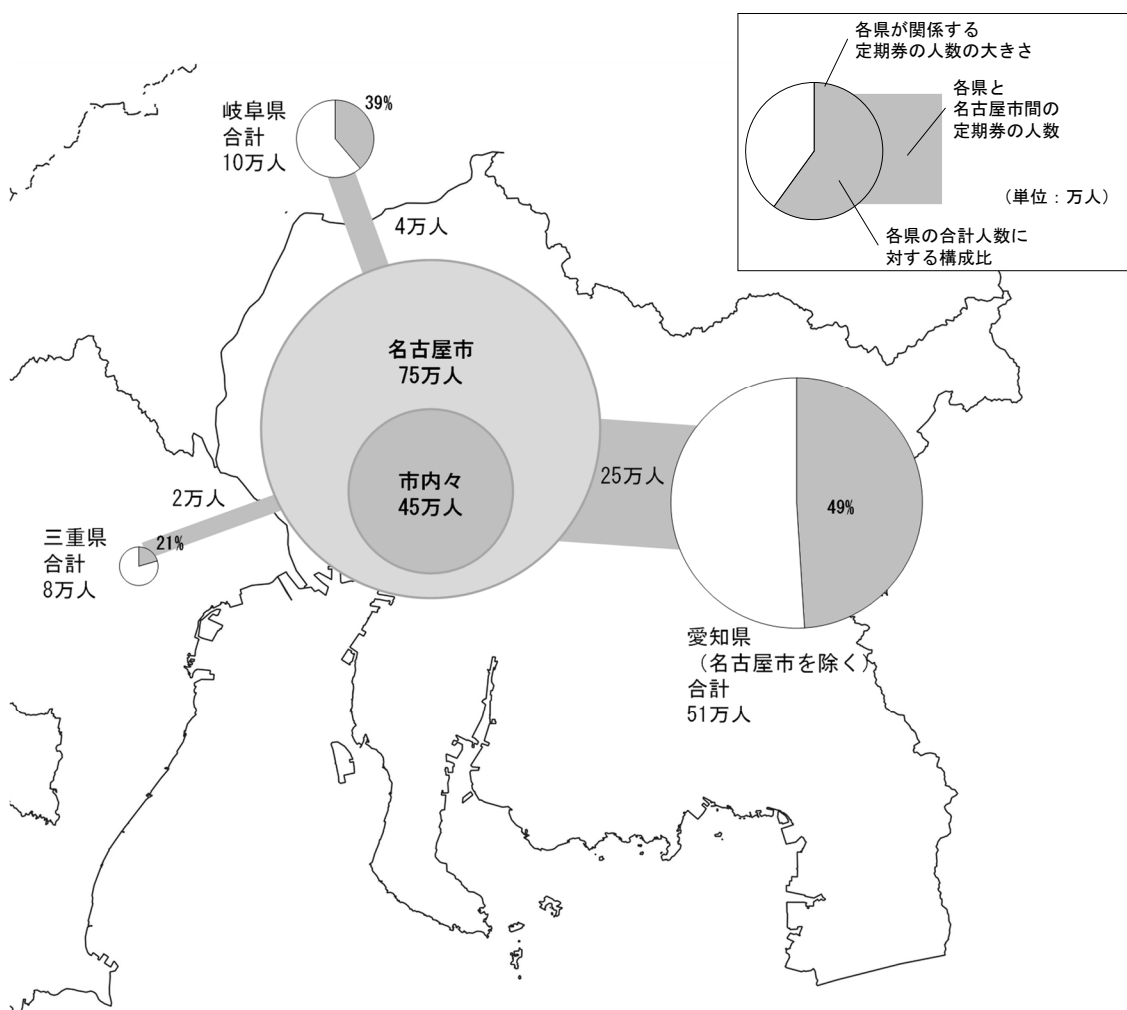 各県が関係する
定期券の人数の大きさ
各県と
名古屋市間の
定期券の人数
(単位：万人)
各県の合計人数に
対する構成比
岐阜県
合計
10万人
39%
4万人
名古屋市
75万人
市内々
45万人
25万人
49%
2万人
三重県
合計
8万人
21%
愛知県
(名古屋市を除く)
合計
51万人